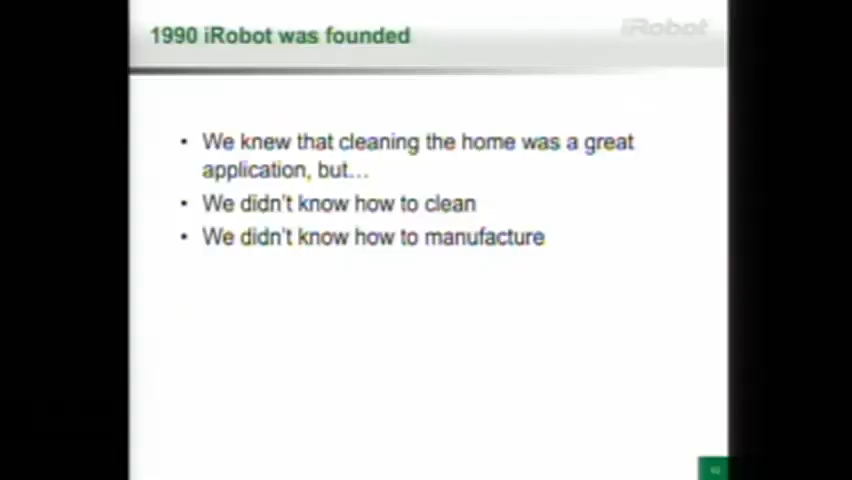 1990 iRobot was founded
iRobot
• We knew that cleaning the home was a great
application, but...
• We didn't know how to clean
• We didn't know how to manufacture